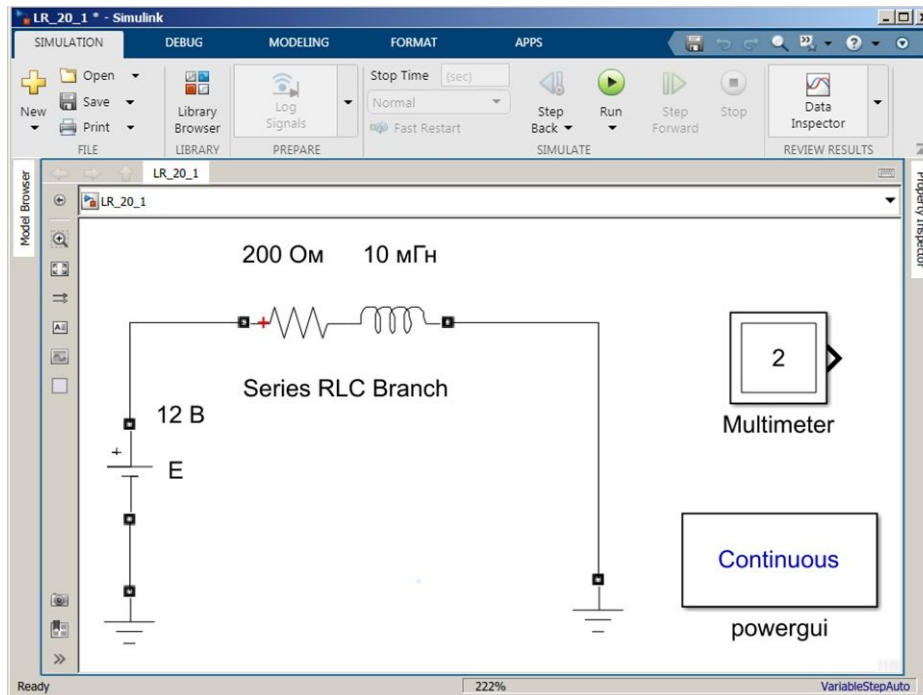 LR_20_1 * - Simulink
SIMULATION DEBUG MODELING FORMAT APPS
New
Open
Save
Print
FILE
Library
Browser
LIBRARY
Log
Signals
PREPARE
Stop Time (sec)
Normal
Fast Restart
Step
Back
Run
Step
Forward
Stop
SIMULATE
Data
Inspector
REVIEW RESULTS
Model Browser
LR_20_1
LR_20_1
Property Inspector
200 Ом 10 мГн
Series RLC Branch
12 В
+
E
2
Multimeter
Continuous
powergui
Ready 222% VariableStepAuto